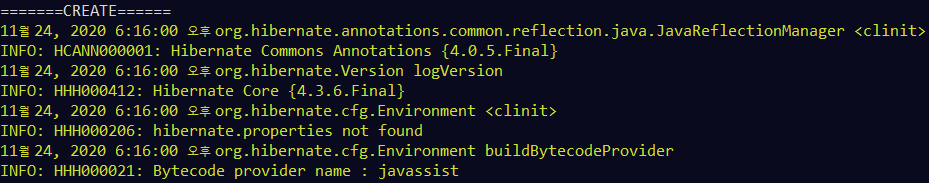 =======CREATE======
11월 24, 2020 6:16:00 오후 org.hibernate.annotations.common.reflection.java.JavaReflectionManager <clinit>
INFO: HCANN000001: Hibernate Commons Annotations {4.0.5.Final}
11월 24, 2020 6:16:00 오후 org.hibernate.Version logVersion
INFO: HHH000412: Hibernate Core {4.3.6.Final}
11월 24, 2020 6:16:00 오후 org.hibernate.cfg.Environment <clinit>
INFO: HHH000206: hibernate.properties not found
11월 24, 2020 6:16:00 오후 org.hibernate.cfg.Environment buildBytecodeProvider
INFO: HHH000021: Bytecode provider name : javassist